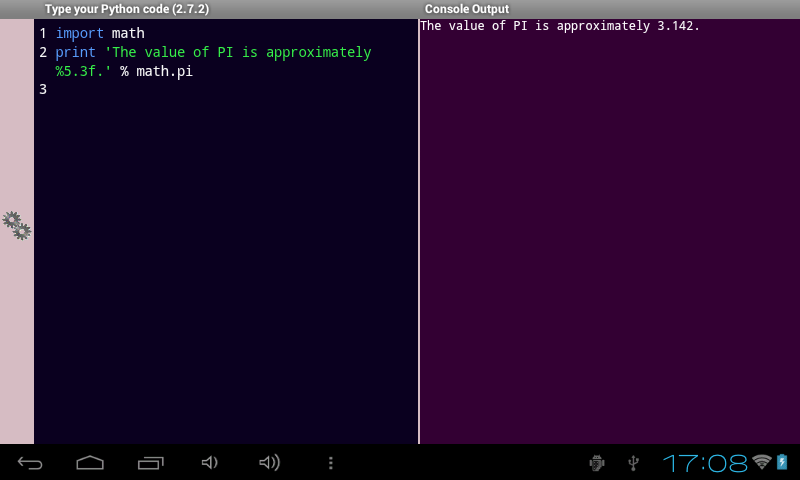 Type your Python code (2.7.2)
Console Output
1 import math
2 print 'The value of PI is approximately
%5.3f.' % math.pi
3
The value of PI is approximately 3.142.
17:08